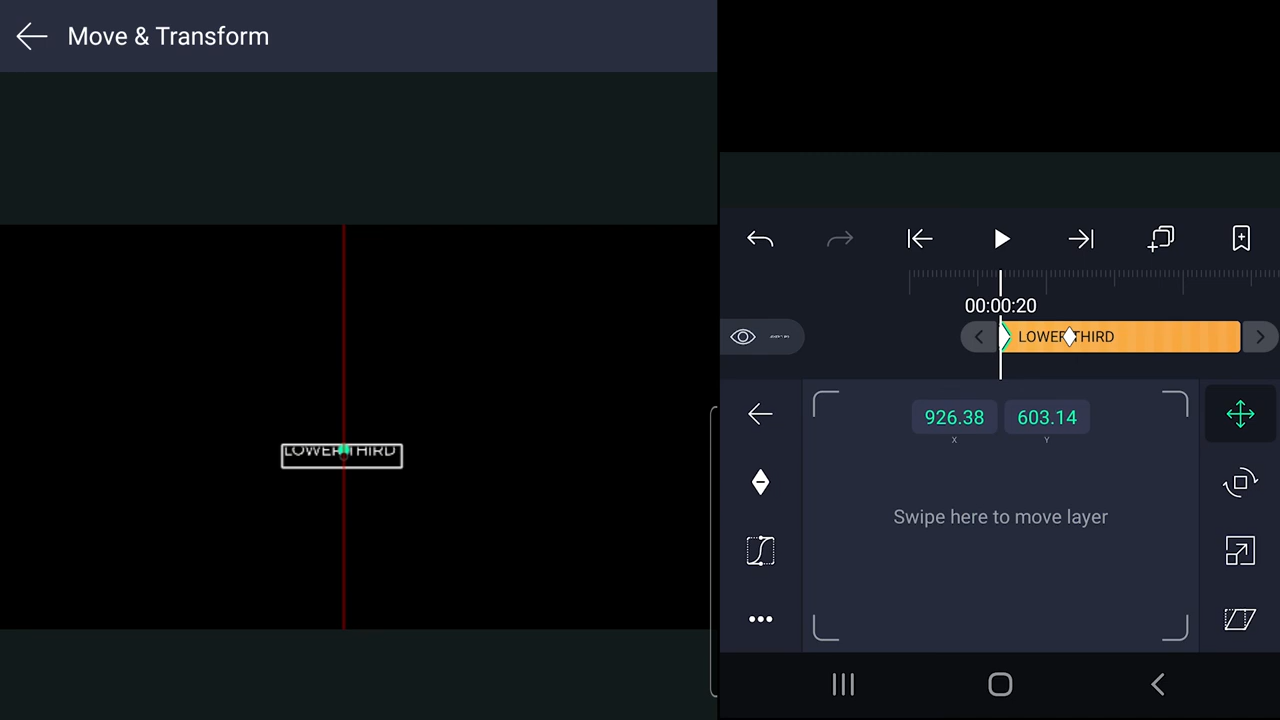 Move & Transform
LOWER THIRD
00:00:20
LOWER THIRD
926.38 603.14
X Y
Swipe here to move layer